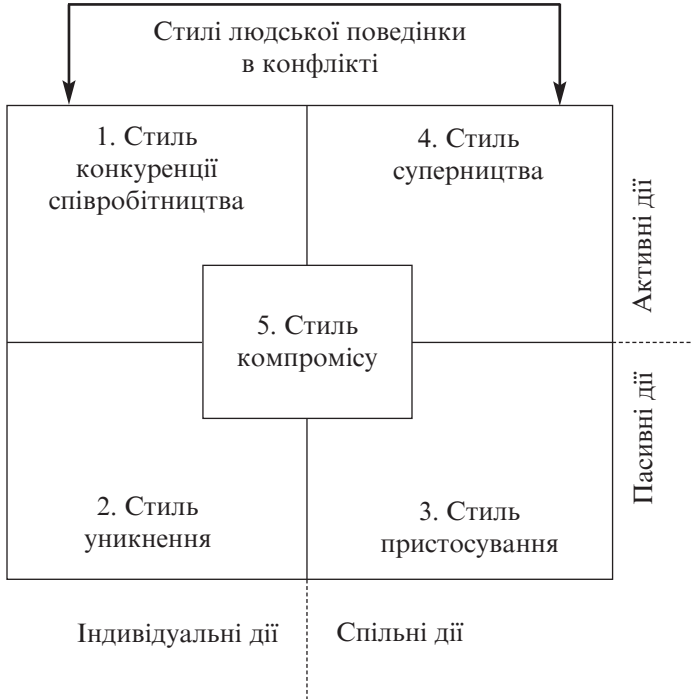 Стилі людської поведінки
в конфлікті
1. Стиль
конкуренції
співробітництва
4. Стиль
суперництва
5. Стиль
компромісу
2. Стиль
уникнення
3. Стиль
пристосування
Активні дії
Пасивні дії
Індивідуальні дії
Спільні дії